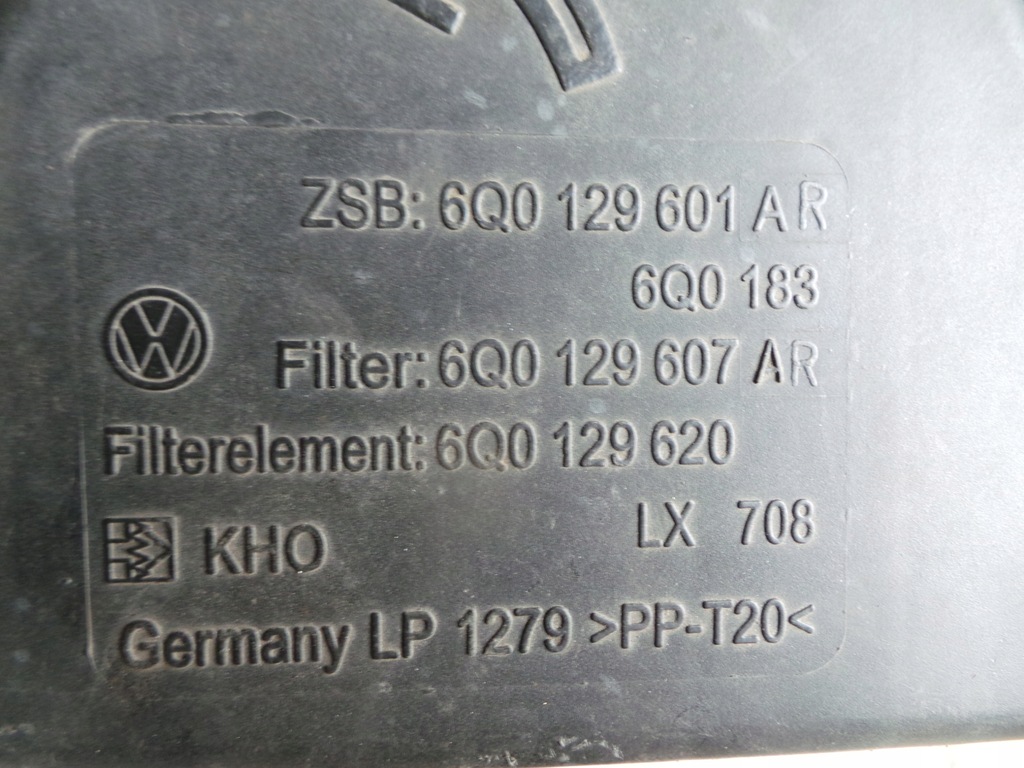 ZSB: 6Q0 129 601 AR
6Q0 183
Filter: 6Q0 129 607 AR
Filterelement: 6Q0 129 620
KHO LX 708
Germany LP 1279 >PP-T20<